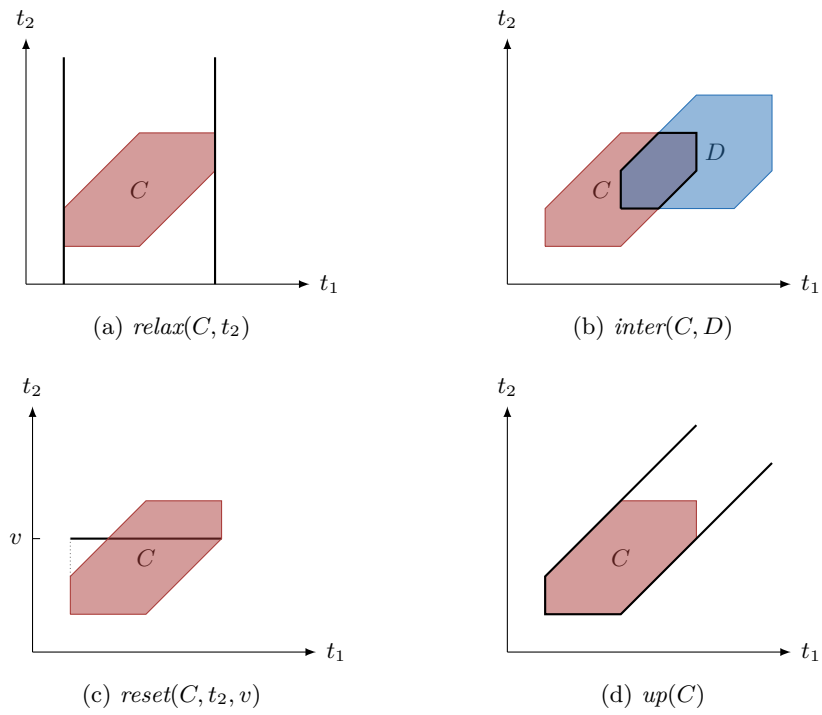 t₂
C
t₁
(a) relax(C, t₂)
t₂
C
D
t₁
(b) inter(C, D)
t₂
v
C
t₁
(c) reset(C, t₂, v)
t₂
C
t₁
(d) up(C)